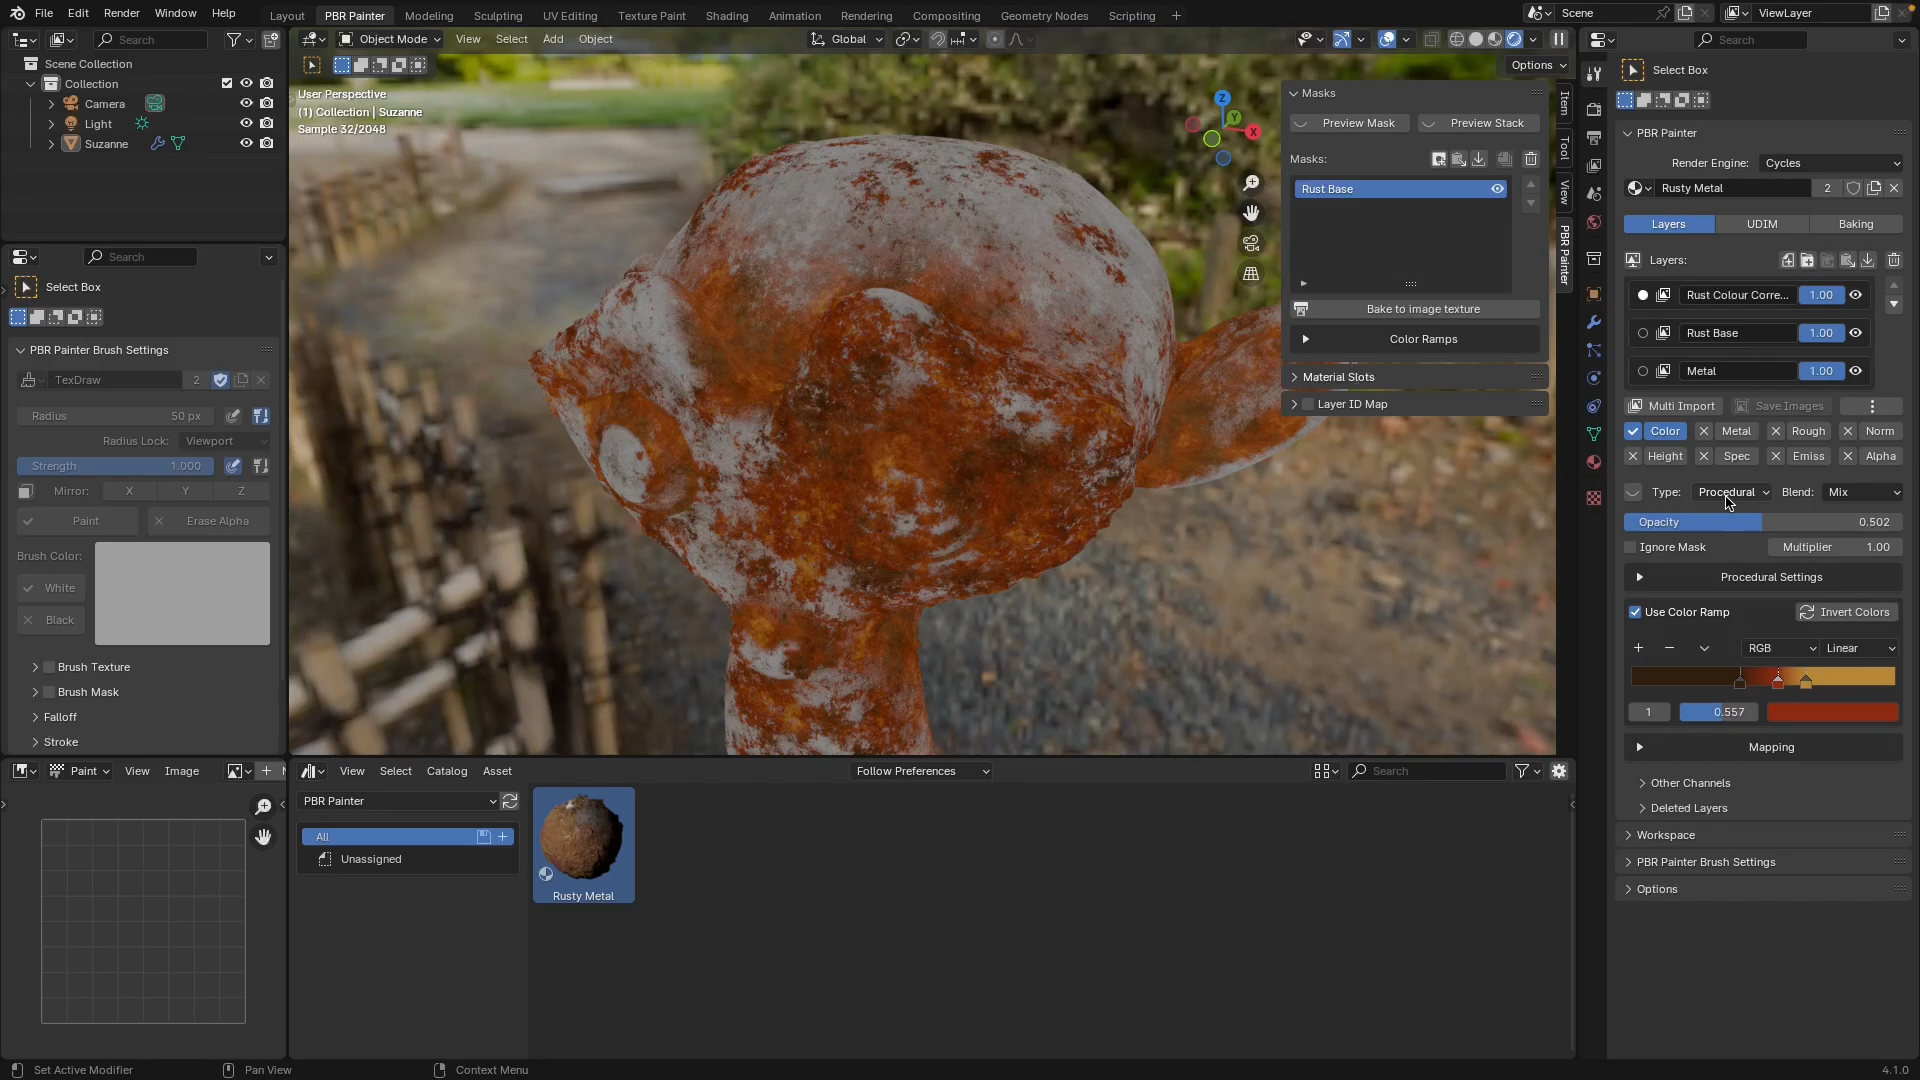 File Edit Render Window Help Layout PBR Painter Modeling Sculpting UV Editing Texture Paint Shading Animation Rendering Compositing Geometry Nodes Scripting Scene ViewLayer
Search
Scene Collection
Collection
Camera
Light
Suzanne
Search
Select Box
PBR Painter Brush Settings
TexDraw 2
Radius 50 px
Radius Lock: Viewport
Strength 1.000
Mirror: X Y Z
Paint Erase Alpha
Brush Color:
White
Black
Brush Texture
Brush Mask
Falloff
Stroke
Paint View Image
Object Mode View Select Add Object Global
Options
User Perspective
(1) Collection | Suzanne
Sample 32/2048
Z
Y
X
Masks
Preview Mask Preview Stack
Masks:
Rust Base
Bake to image texture
Color Ramps
Material Slots
Layer ID Map
Item
Tool
View
PBR Painter
View Select Catalog Asset Follow Preferences Search
PBR Painter
All
Unassigned
Rusty Metal
Search
Select Box
PBR Painter
Render Engine: Cycles
Rusty Metal 2
Layers UDIM Baking
Layers:
Rust Colour Corre... 1.00
Rust Base 1.00
Metal 1.00
Multi Import Save Images
Color Metal Rough Norm
Height Spec Emiss Alpha
Type: Procedural Blend: Mix
Opacity 0.502
Ignore Mask Multiplier 1.00
Procedural Settings
Use Color Ramp Invert Colors
RGB Linear
1 0.557
Mapping
Other Channels
Deleted Layers
Workspace
PBR Painter Brush Settings
Options
Set Active Modifier Pan View Context Menu 4.1.0